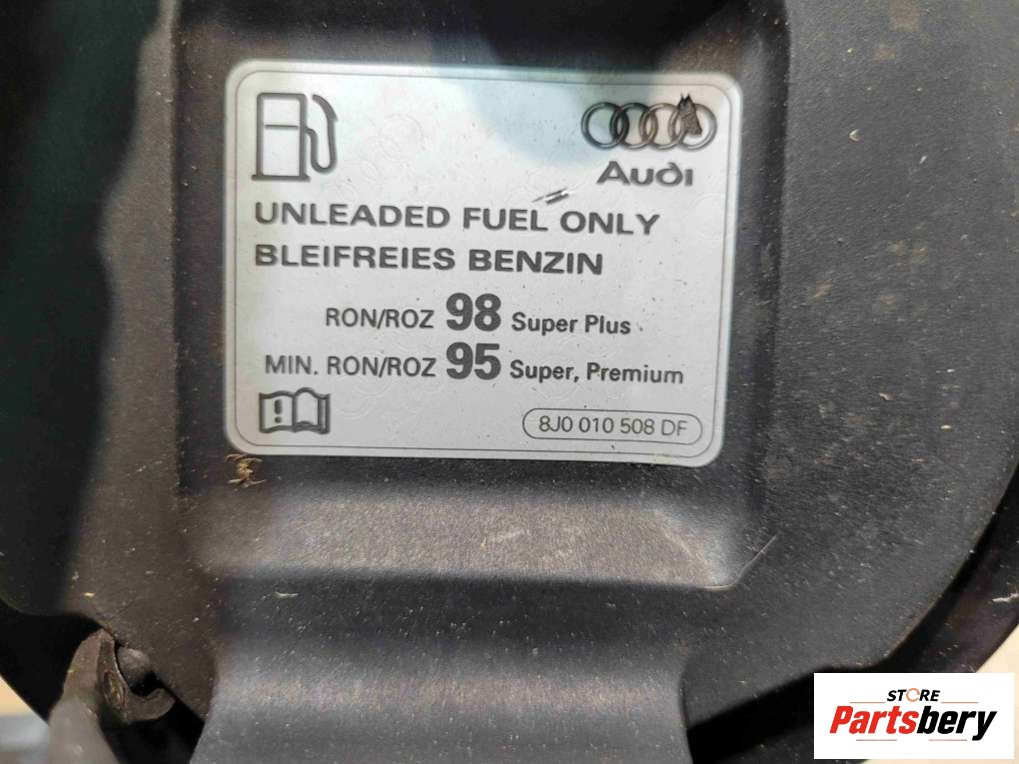 Audi
UNLEADED FUEL ONLY
BLEIFREIES BENZIN
RON/ROZ 98 Super Plus
MIN. RON/ROZ 95 Super, Premium
8J0 010 508 DF
STORE
Partsbery